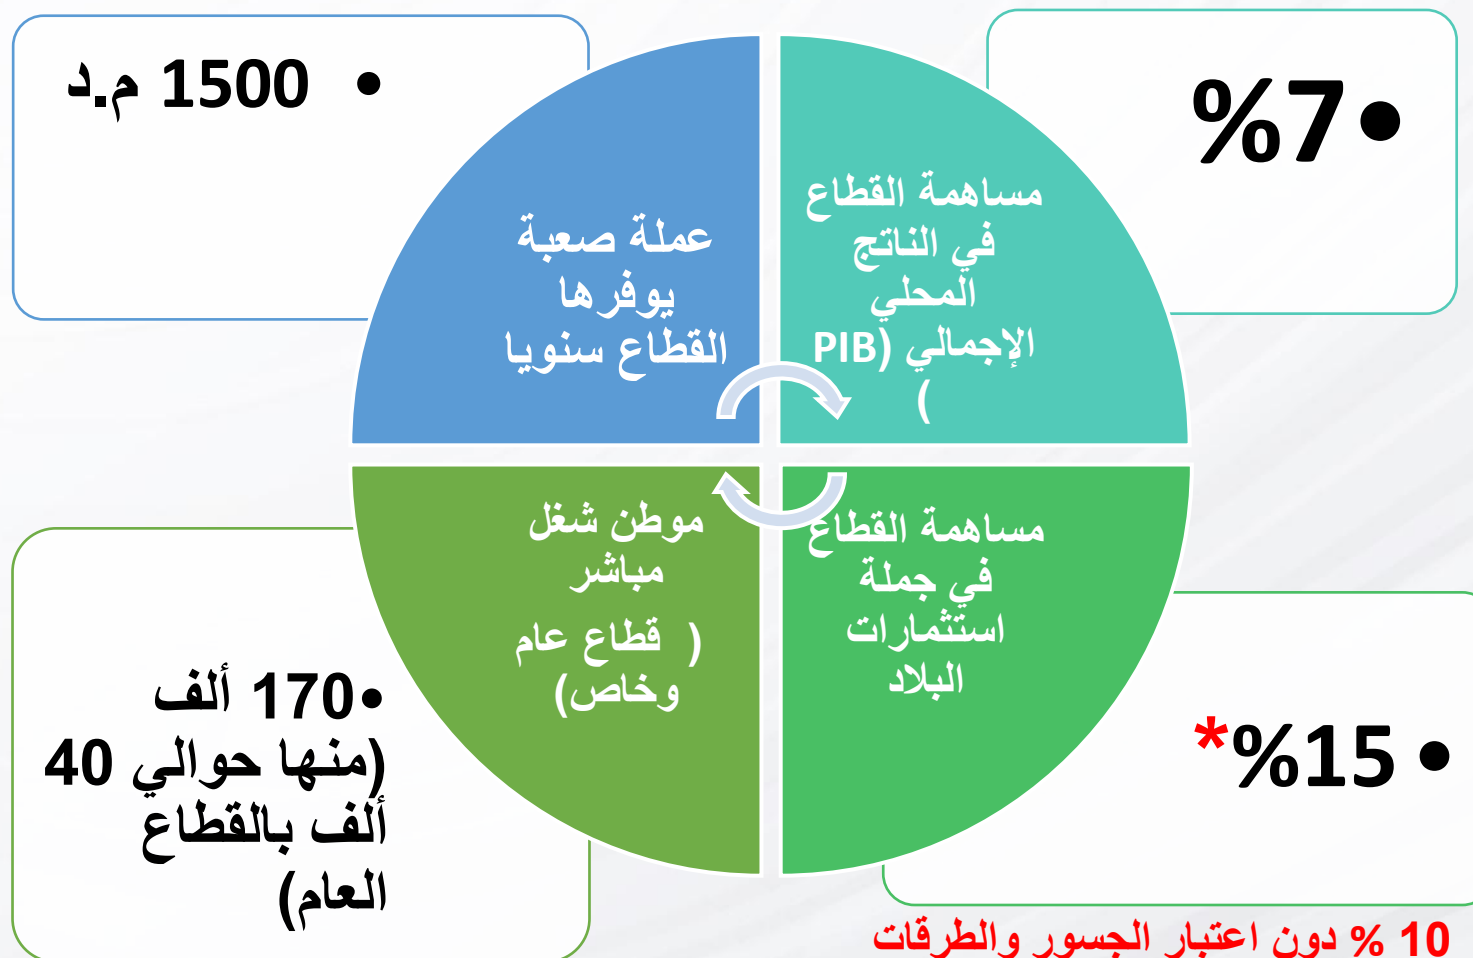 •7%
مساهمة القطاع
في الناتج
المحلي
الإجمالي (PIB
)
• 1500 م.د
عملة صعبة
يوفرها
القطاع سنويا
• 15%*
مساهمة القطاع
في جملة
استثمارات
البلاد
موطن شغل
مباشر
( قطاع عام
وخاص)
•170 ألف
(منها حوالي 40
ألف بالقطاع
العام)
10 % دون اعتبار الجسور والطرقات